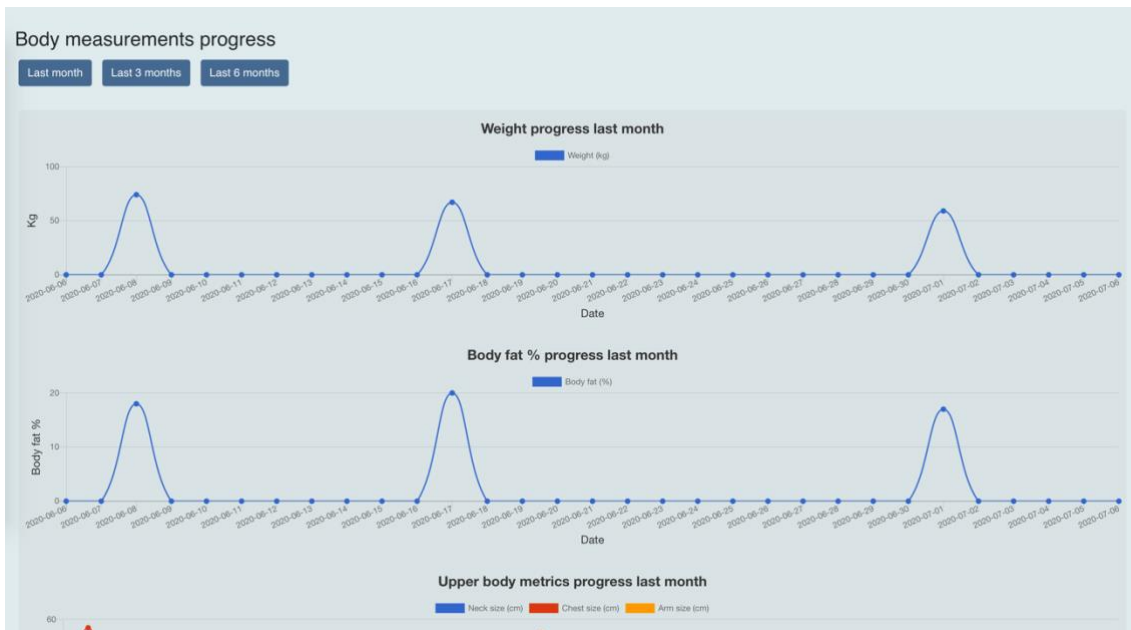 Body measurements progress
Last month Last 3 months Last 6 months
Weight progress last month
Weight (kg)
100
Kg
50
0
2020-06-06 2020-06-07 2020-06-08 2020-06-09 2020-06-10 2020-06-11 2020-06-12 2020-06-13 2020-06-14 2020-06-15 2020-06-16 2020-06-17 2020-06-18 2020-06-19 2020-06-20 2020-06-21 2020-06-22 2020-06-23 2020-06-24 2020-06-25 2020-06-26 2020-06-27 2020-06-28 2020-06-29 2020-06-30 2020-07-01 2020-07-02 2020-07-03 2020-07-04 2020-07-05 2020-07-06
Date
Body fat % progress last month
Body fat (%)
20
Body fat %
10
0
2020-06-06 2020-06-07 2020-06-08 2020-06-09 2020-06-10 2020-06-11 2020-06-12 2020-06-13 2020-06-14 2020-06-15 2020-06-16 2020-06-17 2020-06-18 2020-06-19 2020-06-20 2020-06-21 2020-06-22 2020-06-23 2020-06-24 2020-06-25 2020-06-26 2020-06-27 2020-06-28 2020-06-29 2020-06-30 2020-07-01 2020-07-02 2020-07-03 2020-07-04 2020-07-05 2020-07-06
Date
Upper body metrics progress last month
Neck size (cm) Chest size (cm) Arm size (cm)
60